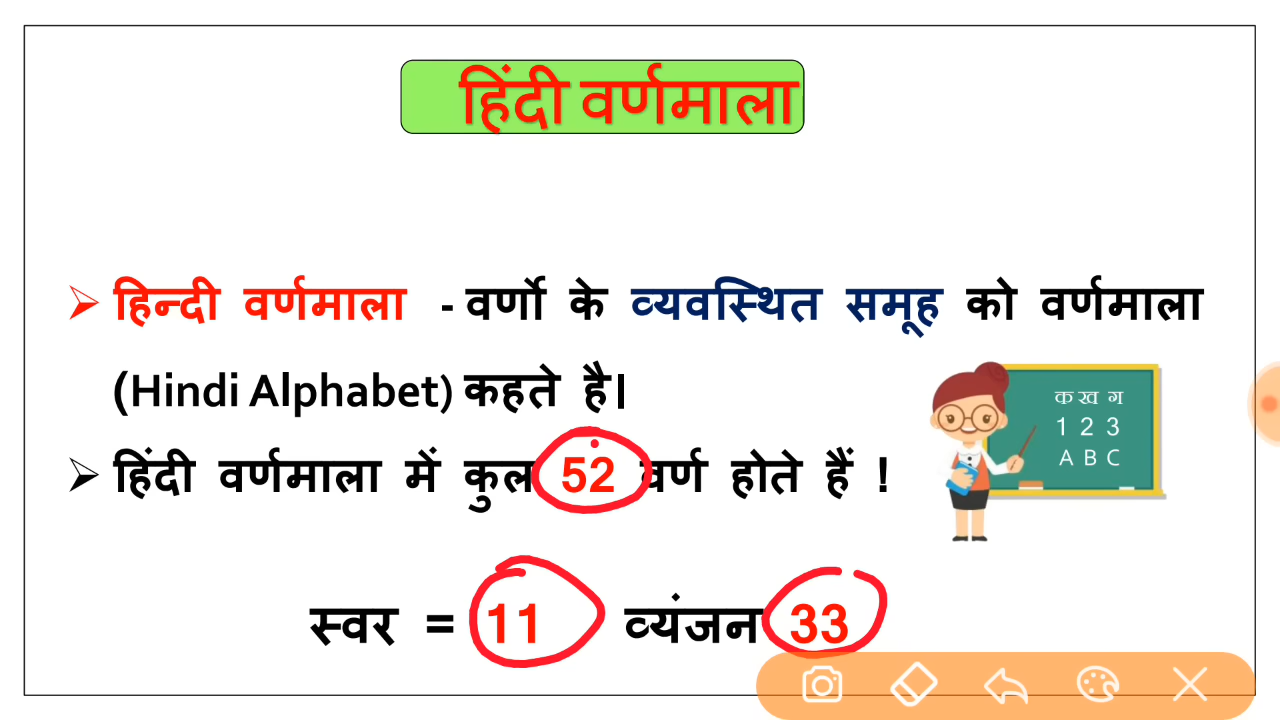 हिंदी वर्णमाला
➢ हिन्दी वर्णमाला - वर्णो के व्यवस्थित समूह को वर्णमाला
(Hindi Alphabet) कहते है।
क ख ग
1 2 3
A B C
➢ हिंदी वर्णमाला में कुल 52 वर्ण होते हैं !
स्वर = 11 व्यंजन 33